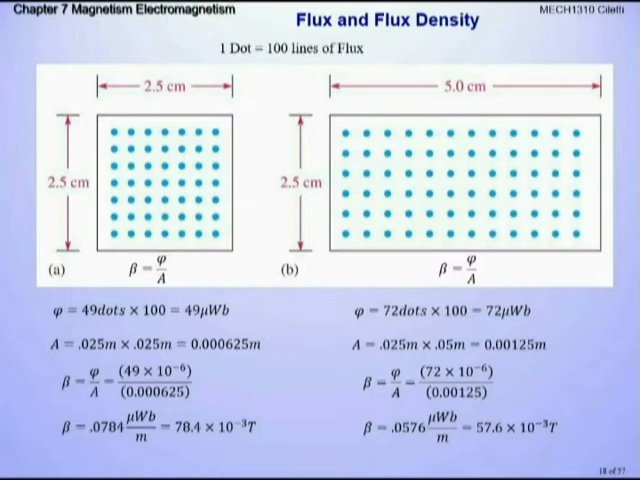 Chapter 7 Magnetism Electromagnetism
MECH1310 Ciletti
Flux and Flux Density
1 Dot = 100 lines of Flux
2.5 cm
5.0 cm
2.5 cm
2.5 cm
(a)
β = φ/A
(b)
β = φ/A
φ = 49dots × 100 = 49μWb
φ = 72dots × 100 = 72μWb
A = .025m × .025m = 0.000625m
A = .025m × .05m = 0.00125m
β = φ/A = (49 × 10⁻⁶)/(0.000625)
β = φ/A = (72 × 10⁻⁶)/(0.00125)
β = .0784 μWb/m = 78.4 × 10⁻³T
β = .0576 μWb/m = 57.6 × 10⁻³T
18 of 37